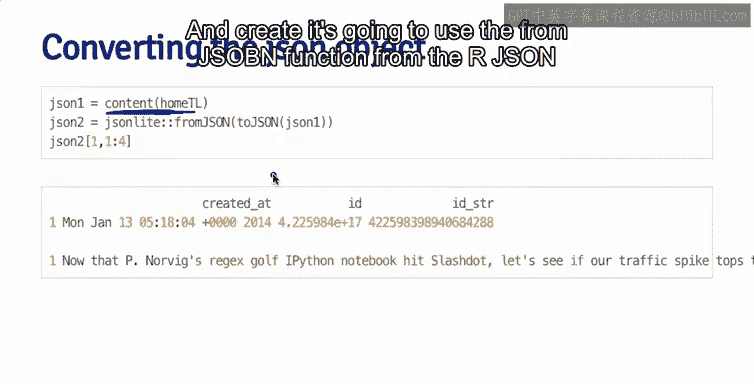 And create it's going to use the from
JSOBN function from the R JSON
Converting the json object
json1 = content(homeTL)
json2 = jsonlite::fromJSON(toJSON(json1))
json2[1,1:4]
created_at id id_str
1 Mon Jan 13 05:18:04 +0000 2014 4.225984e+17 422598398940684288
1 Now that P. Norvig's regex golf IPython notebook hit Slashdot, let's see if our traffic spike tops t